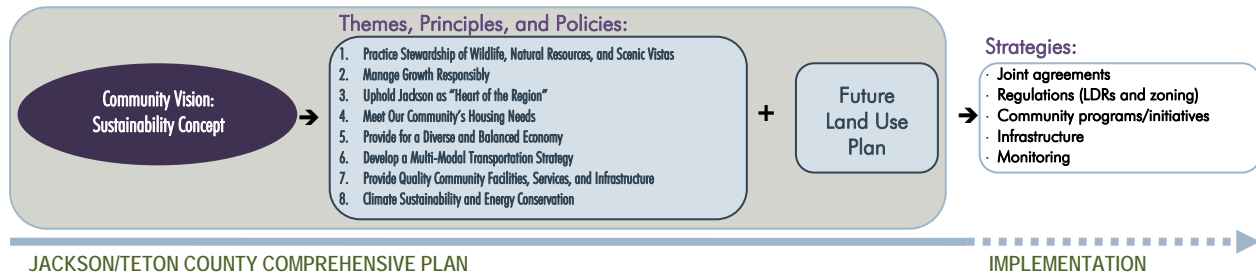 Themes, Principles, and Policies:
1. Practice Stewardship of Wildlife, Natural Resources, and Scenic Vistas
2. Manage Growth Responsibly
3. Uphold Jackson as “Heart of the Region”
4. Meet Our Community’s Housing Needs
5. Provide for a Diverse and Balanced Economy
6. Develop a Multi-Modal Transportation Strategy
7. Provide Quality Community Facilities, Services, and Infrastructure
8. Climate Sustainability and Energy Conservation
Community Vision:
Sustainability Concept
+
Future
Land Use
Plan
Strategies:
· Joint agreements
· Regulations (LDRs and zoning)
· Community programs/initiatives
· Infrastructure
· Monitoring
JACKSON/TETON COUNTY COMPREHENSIVE PLAN
IMPLEMENTATION